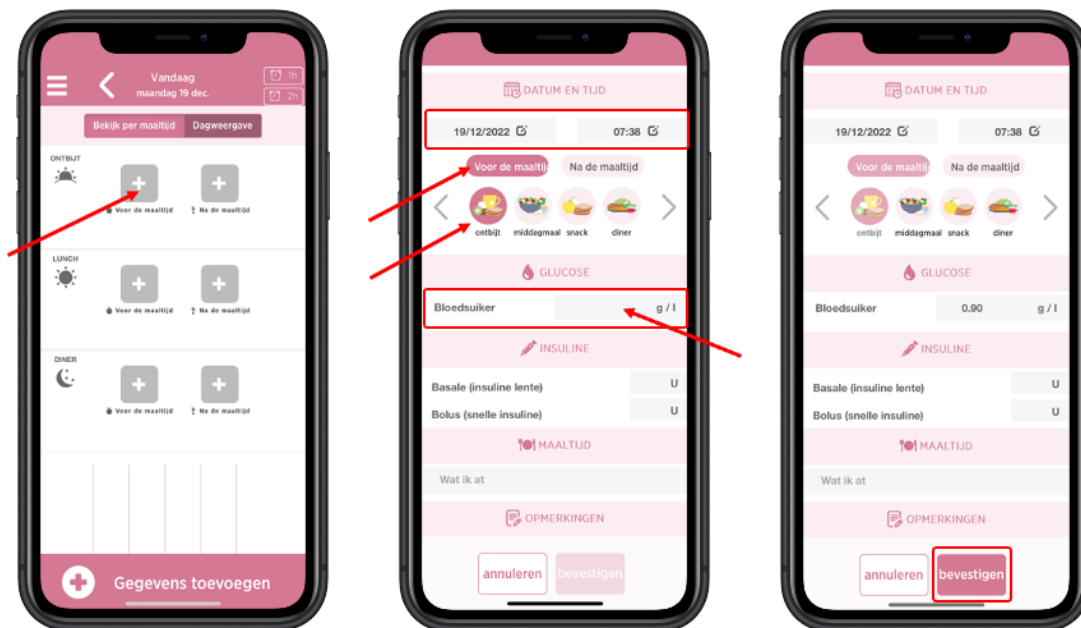 Vandaag
maandag 19 dec.
1h
2h
Bekijk per maaltijd Dagweergave
ONTBIJT
Voor de maaltijd Na de maaltijd
LUNCH
Voor de maaltijd Na de maaltijd
DINER
Voor de maaltijd Na de maaltijd
Gegevens toevoegen
DATUM EN TIJD
19/12/2022 07:38
Voor de maaltijd Na de maaltijd
ontbijt middagmaal snack diner
GLUCOSE
Bloedsuiker g / l
INSULINE
Basale (insuline lente) U
Bolus (snelle insuline) U
MAALTIJD
Wat ik at
OPMERKINGEN
annuleren bevestigen
DATUM EN TIJD
19/12/2022 07:38
Voor de maaltijd Na de maaltijd
ontbijt middagmaal snack diner
GLUCOSE
Bloedsuiker 0.90 g / l
INSULINE
Basale (insuline lente) U
Bolus (snelle insuline) U
MAALTIJD
Wat ik at
OPMERKINGEN
annuleren bevestigen